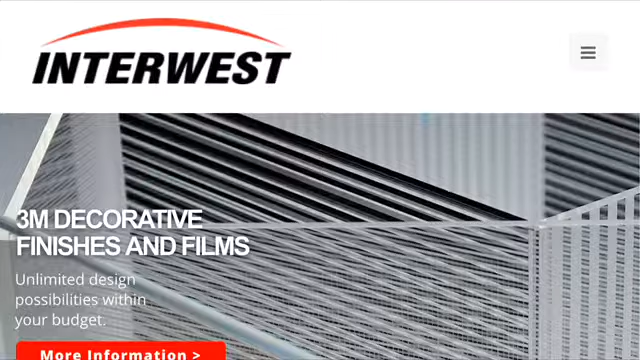 INTERWEST
3M DECORATIVE
FINISHES AND FILMS
Unlimited design
possibilities within
your budget.
More Information >